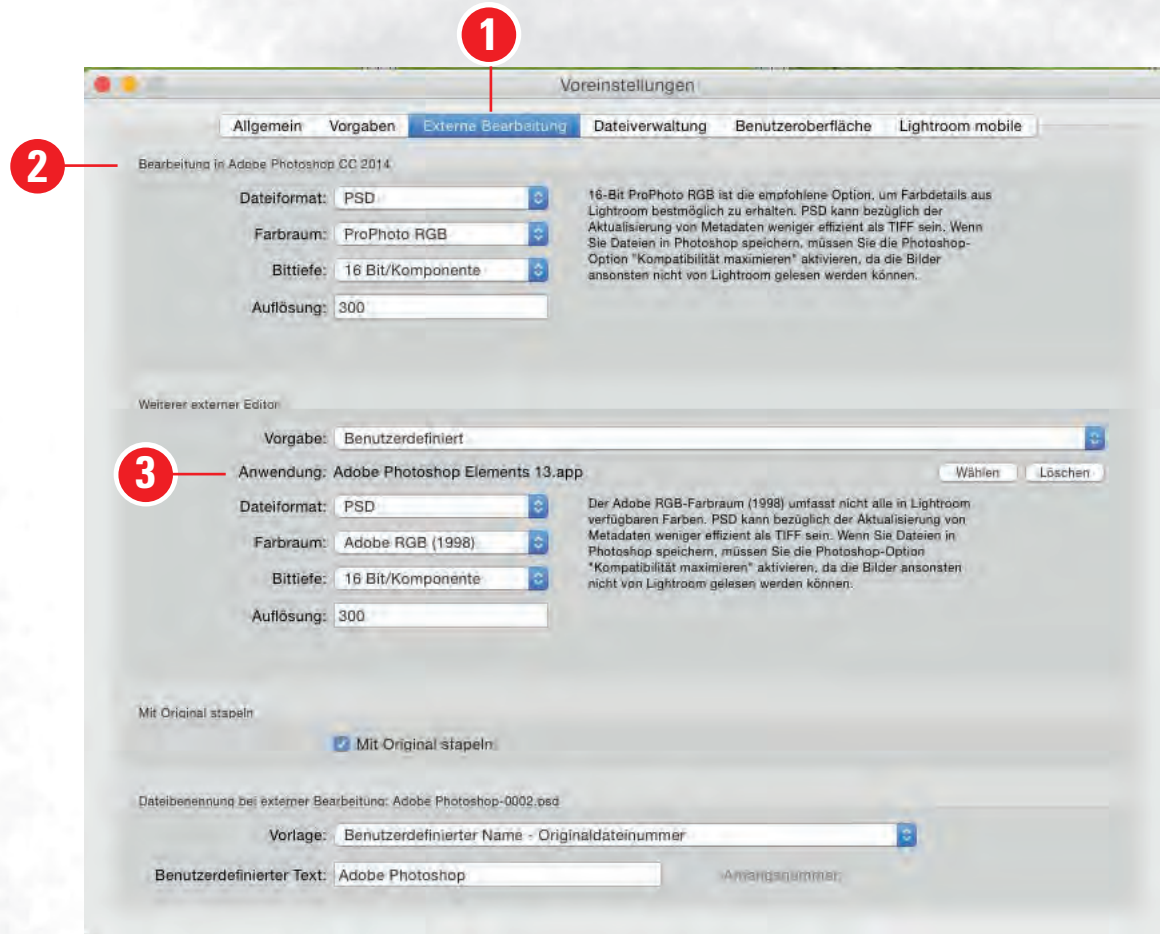 1
Voreinstellungen
Allgemein Vorgaben Externe Bearbeitung Dateiverwaltung Benutzeroberfläche Lightroom mobile
2
Bearbeitung in Adobe Photoshop CC 2014
Dateiformat: PSD
Farbraum: ProPhoto RGB
Bittiefe: 16 Bit/Komponente
Auflösung: 300
16-Bit ProPhoto RGB ist die empfohlene Option, um Farbdetails aus
Lightroom bestmöglich zu erhalten. PSD kann bezüglich der
Aktualisierung von Metadaten weniger effizient als TIFF sein. Wenn
Sie Dateien in Photoshop speichern, müssen Sie die Photoshop-
Option "Kompatibilität maximieren" aktivieren, da die Bilder
ansonsten nicht von Lightroom gelesen werden können.
Weiterer externer Editor
Vorgabe: Benutzerdefiniert
3
Anwendung: Adobe Photoshop Elements 13.app Wählen Löschen
Dateiformat: PSD
Farbraum: Adobe RGB (1998)
Bittiefe: 16 Bit/Komponente
Auflösung: 300
Der Adobe RGB-Farbraum (1998) umfasst nicht alle in Lightroom
verfügbaren Farben. PSD kann bezüglich der Aktualisierung von
Metadaten weniger effizient als TIFF sein. Wenn Sie Dateien in
Photoshop speichern, müssen Sie die Photoshop-Option
"Kompatibilität maximieren" aktivieren, da die Bilder ansonsten
nicht von Lightroom gelesen werden können.
Mit Original stapeln
Mit Original stapeln
Dateibenennung bei externer Bearbeitung: Adobe Photoshop-0002.psd
Vorlage: Benutzerdefinierter Name - Originaldateinummer
Benutzerdefinierter Text: Adobe Photoshop Anfangsnummer: